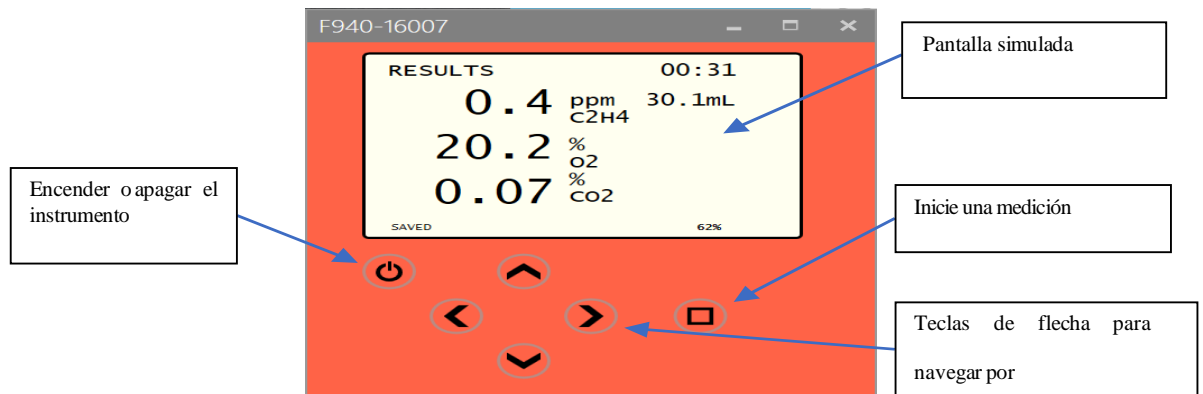 F940-16007
Pantalla simulada
RESULTS 00:31
0.4 ppm C2H4 30.1mL
20.2 % O2
0.07 % CO2
SAVED 62%
Encender o apagar el
instrumento
Inicie una medición
Teclas de flecha para
navegar por